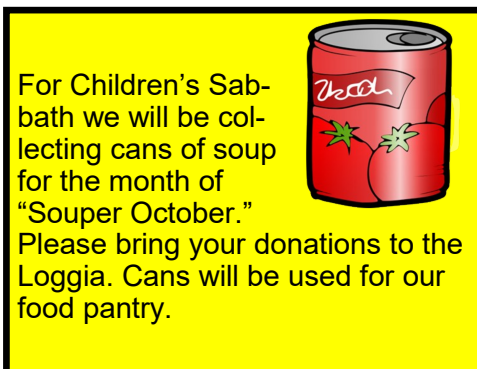 For Children’s Sab-
bath we will be col-
lecting cans of soup
for the month of
“Souper October.”
Please bring your donations to the
Loggia. Cans will be used for our
food pantry.